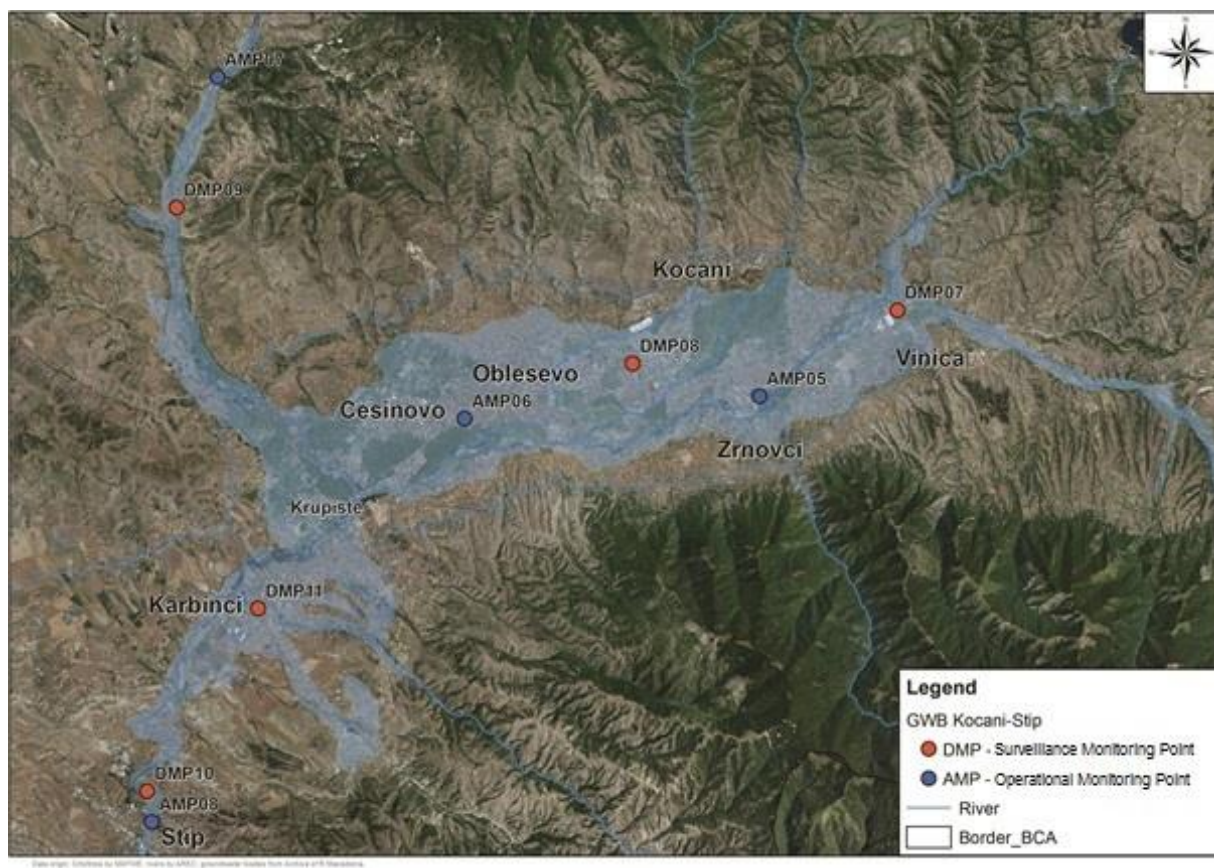 N
AMP07
DMP09
Kocani
DMP07
DMP08
Vinica
Oblesevo
AMP05
Cesinovo
AMP06
Zrnovci
Krupiste
DMP11
Karbinci
DMP10
AMP08
Stip
Legend
GWB Kocani-Stip
DMP - Surveillance Monitoring Point
AMP - Operational Monitoring Point
River
Border_BCA